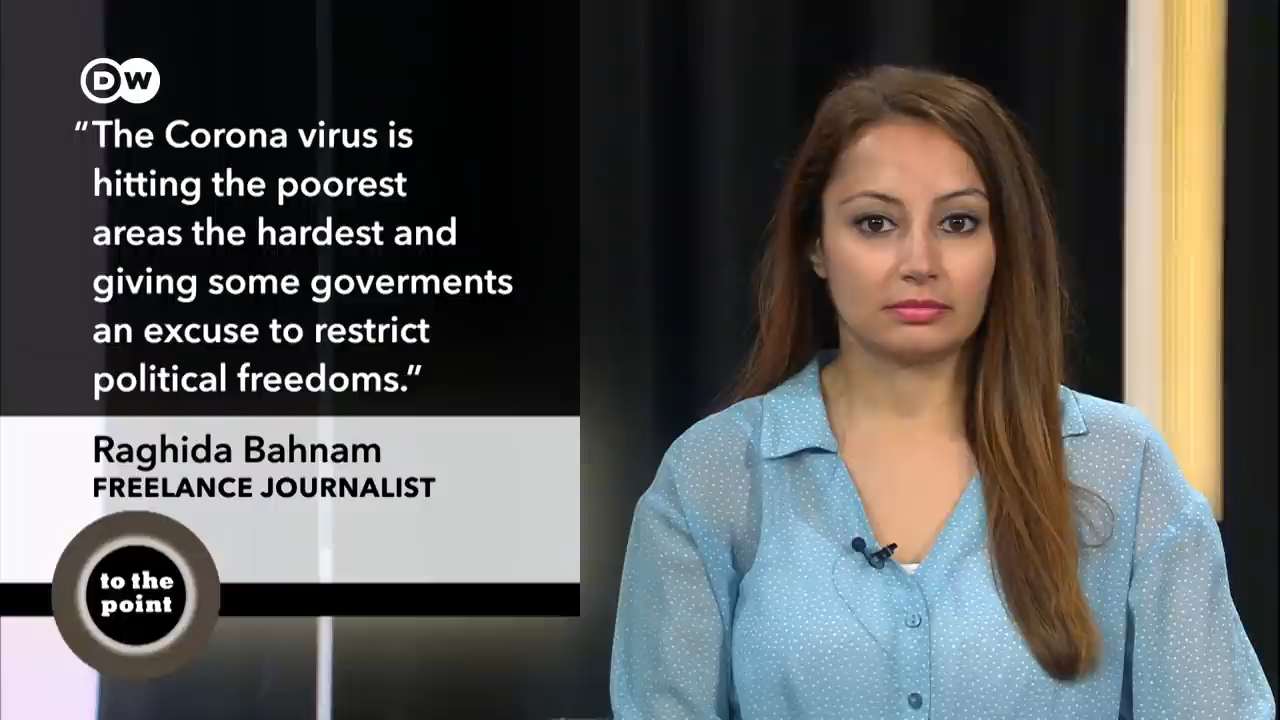 DW
“The Corona virus is
hitting the poorest
areas the hardest and
giving some goverments
an excuse to restrict
political freedoms.”
Raghida Bahnam
FREELANCE JOURNALIST
to the
point